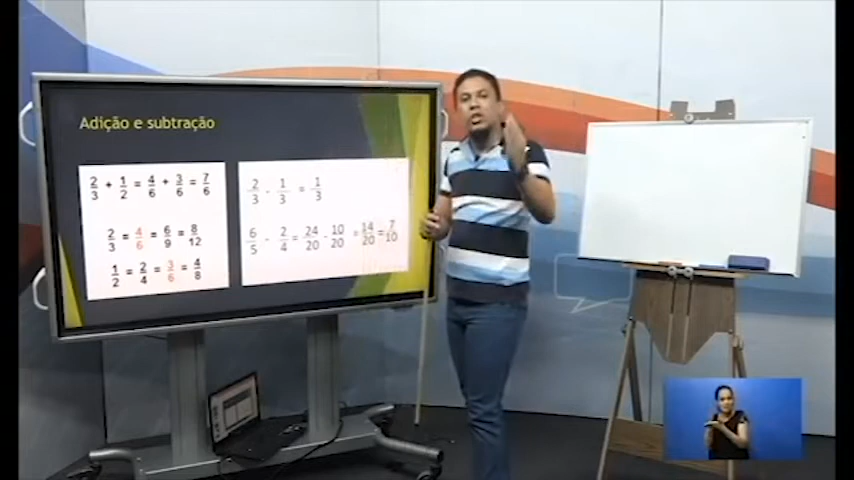 Adição e subtração
2/3 + 1/2 = 4/6 + 3/6 = 7/6
2/3 = 4/6 = 6/9 = 8/12
1/2 = 2/4 = 3/6 = 4/8
2/3 - 1/3 = 1/3
6/5 - 2/4 = 24/20 - 10/20 = 14/20 = 7/10